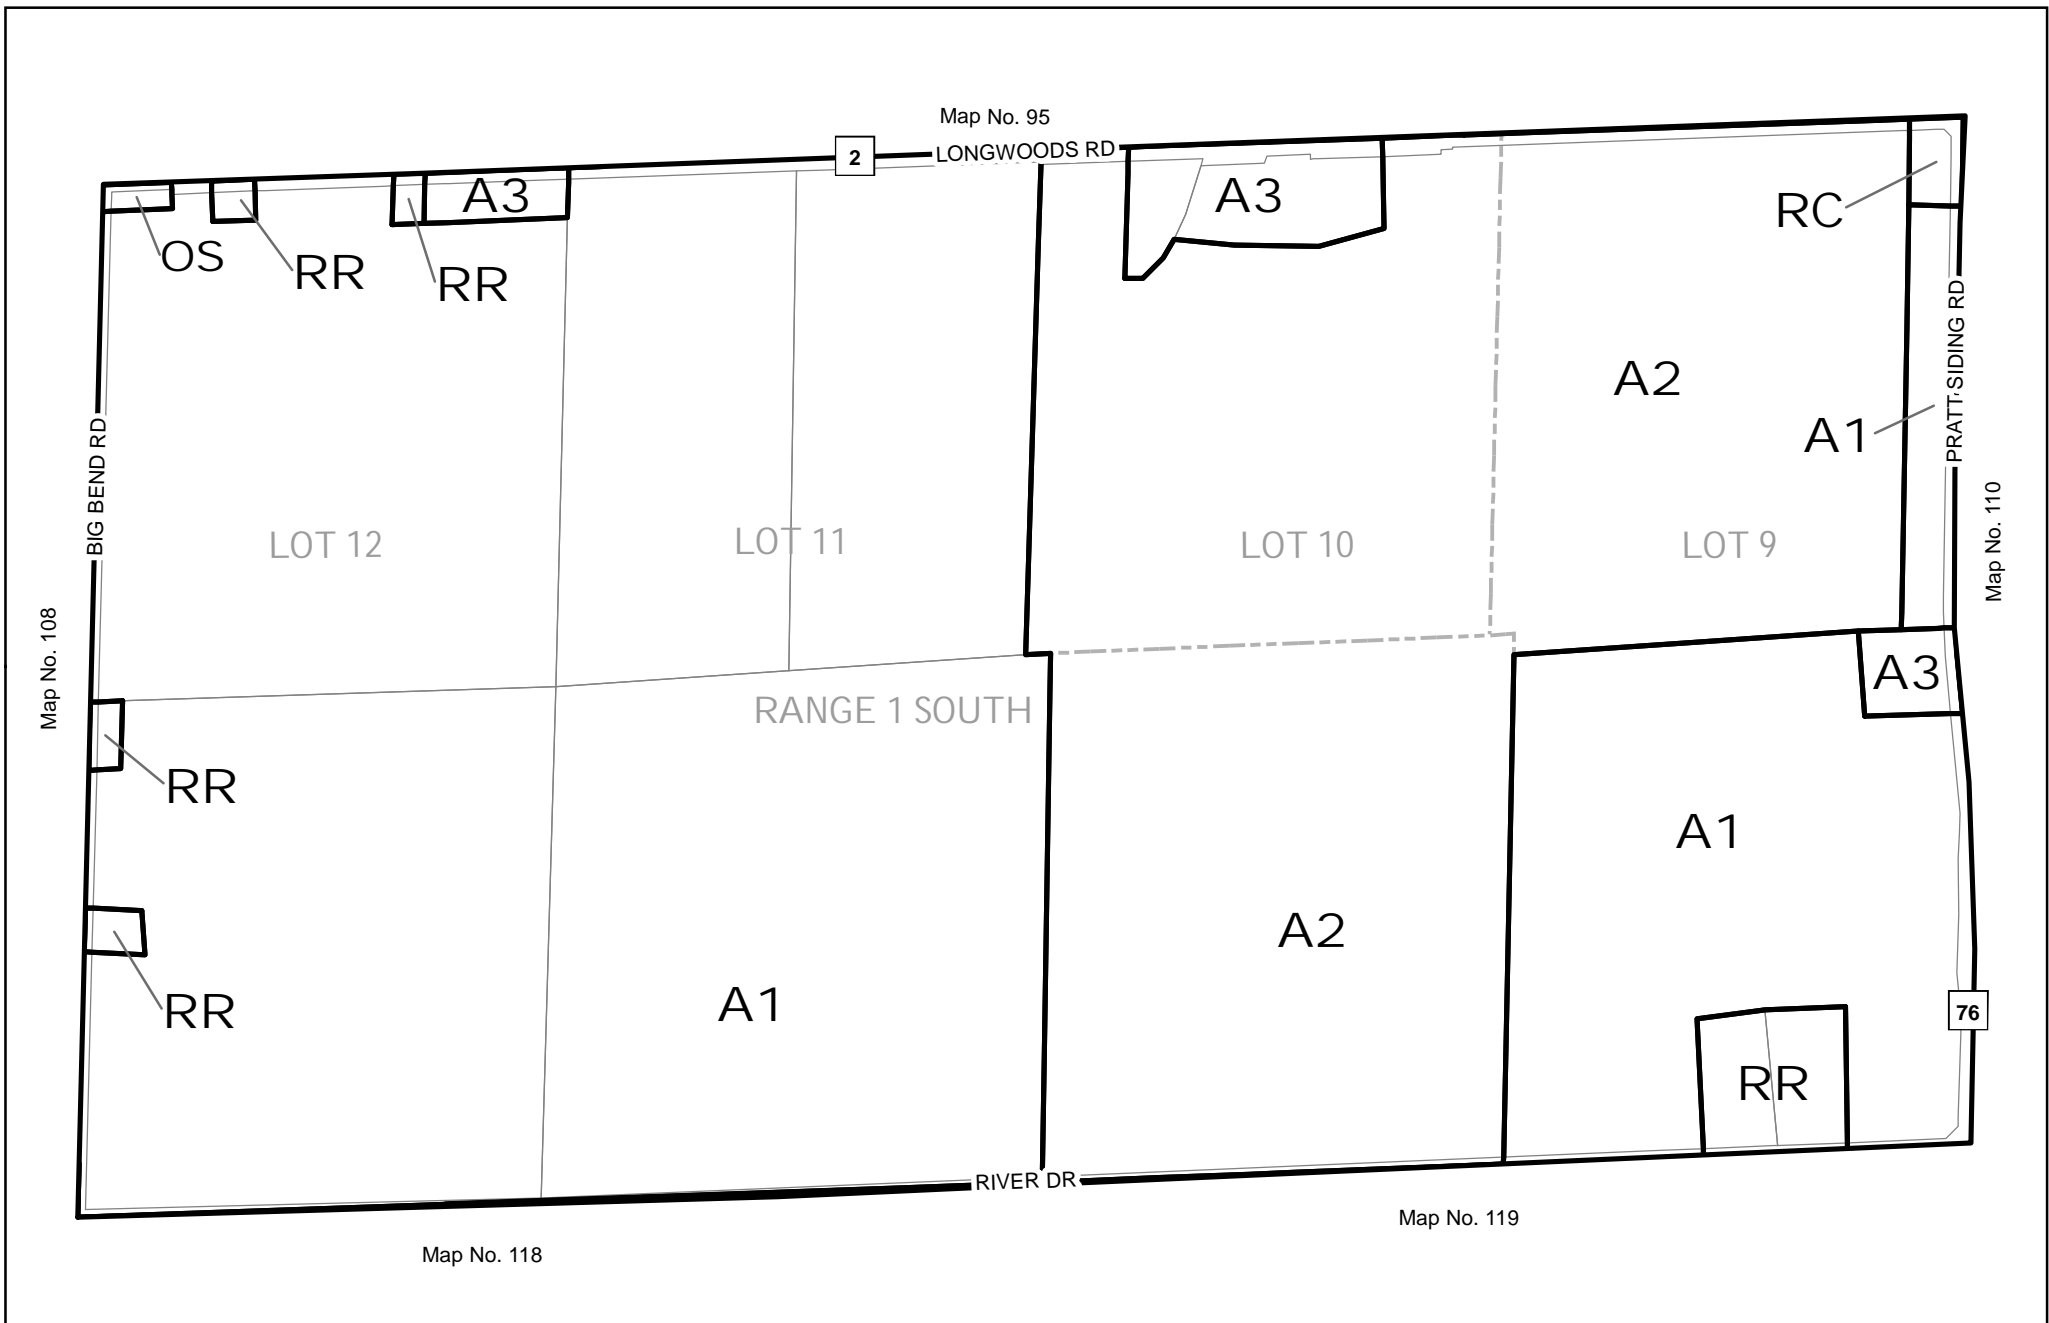 Map No. 95
2
LONGWOODS RD
A3
A3
RC
OS
RR
RR
A2
A1
PRATT SIDING RD
BIG BEND RD
LOT 12
LOT 11
LOT 10
LOT 9
Map No. 110
Map No. 108
A3
RANGE 1 SOUTH
RR
A1
A2
A1
RR
76
RR
RIVER DR
Map No. 119
Map No. 118